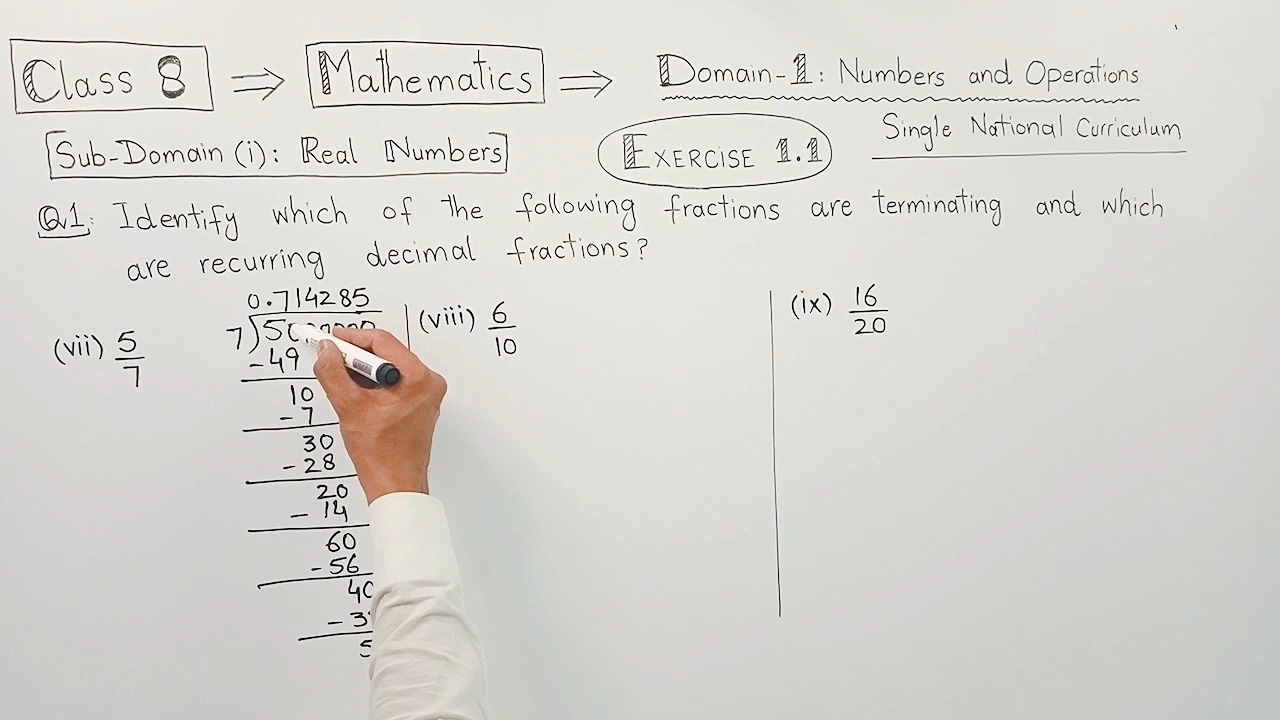 Class 8 ⇒ Mathematics ⇒ Domain-1: Numbers and Operations
Sub-Domain (i): Real Numbers
Exercise 1.1
Single National Curriculum
Q1: Identify which of the following fractions are terminating and which
are recurring decimal fractions?
(vii) 5/7
0.714285
7)5000000
-49
10
-7
30
-28
20
-14
60
-56
40
-3
5
(viii) 6/10
(ix) 16/20